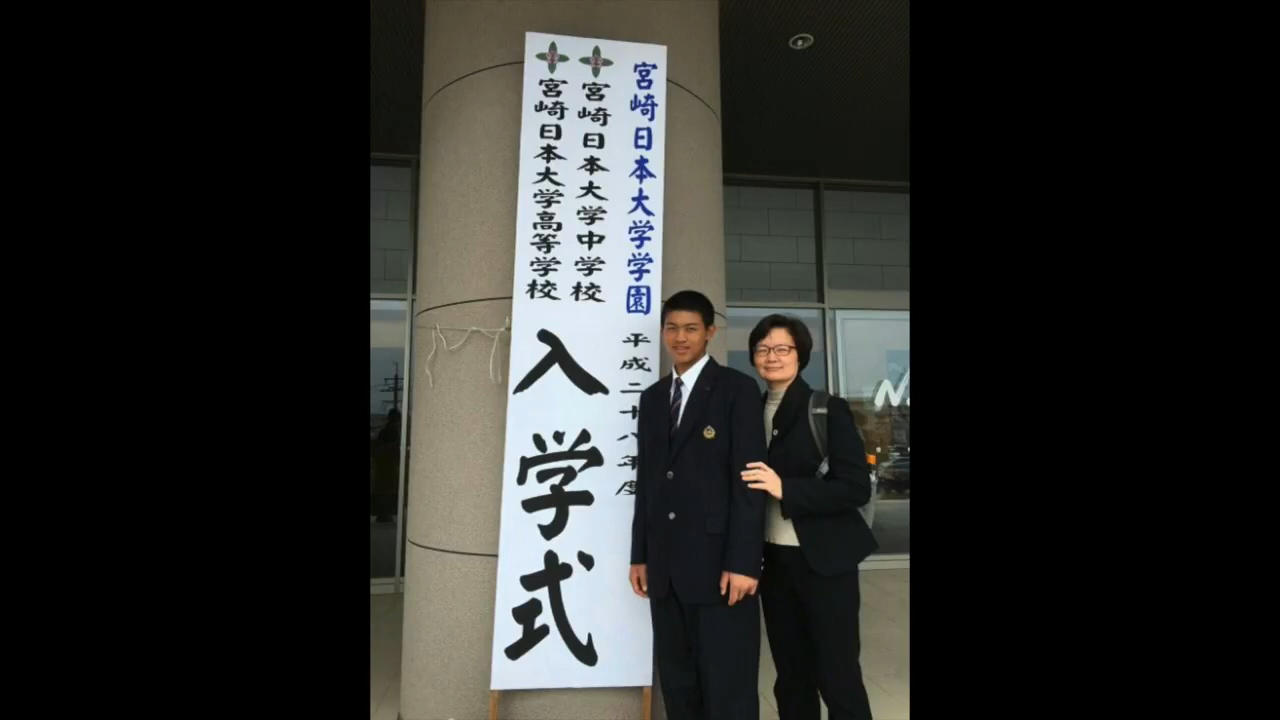 宮崎日本大学学園
平成二十八年度
宮崎日本大学中学校
宮崎日本大学高等学校
入学式